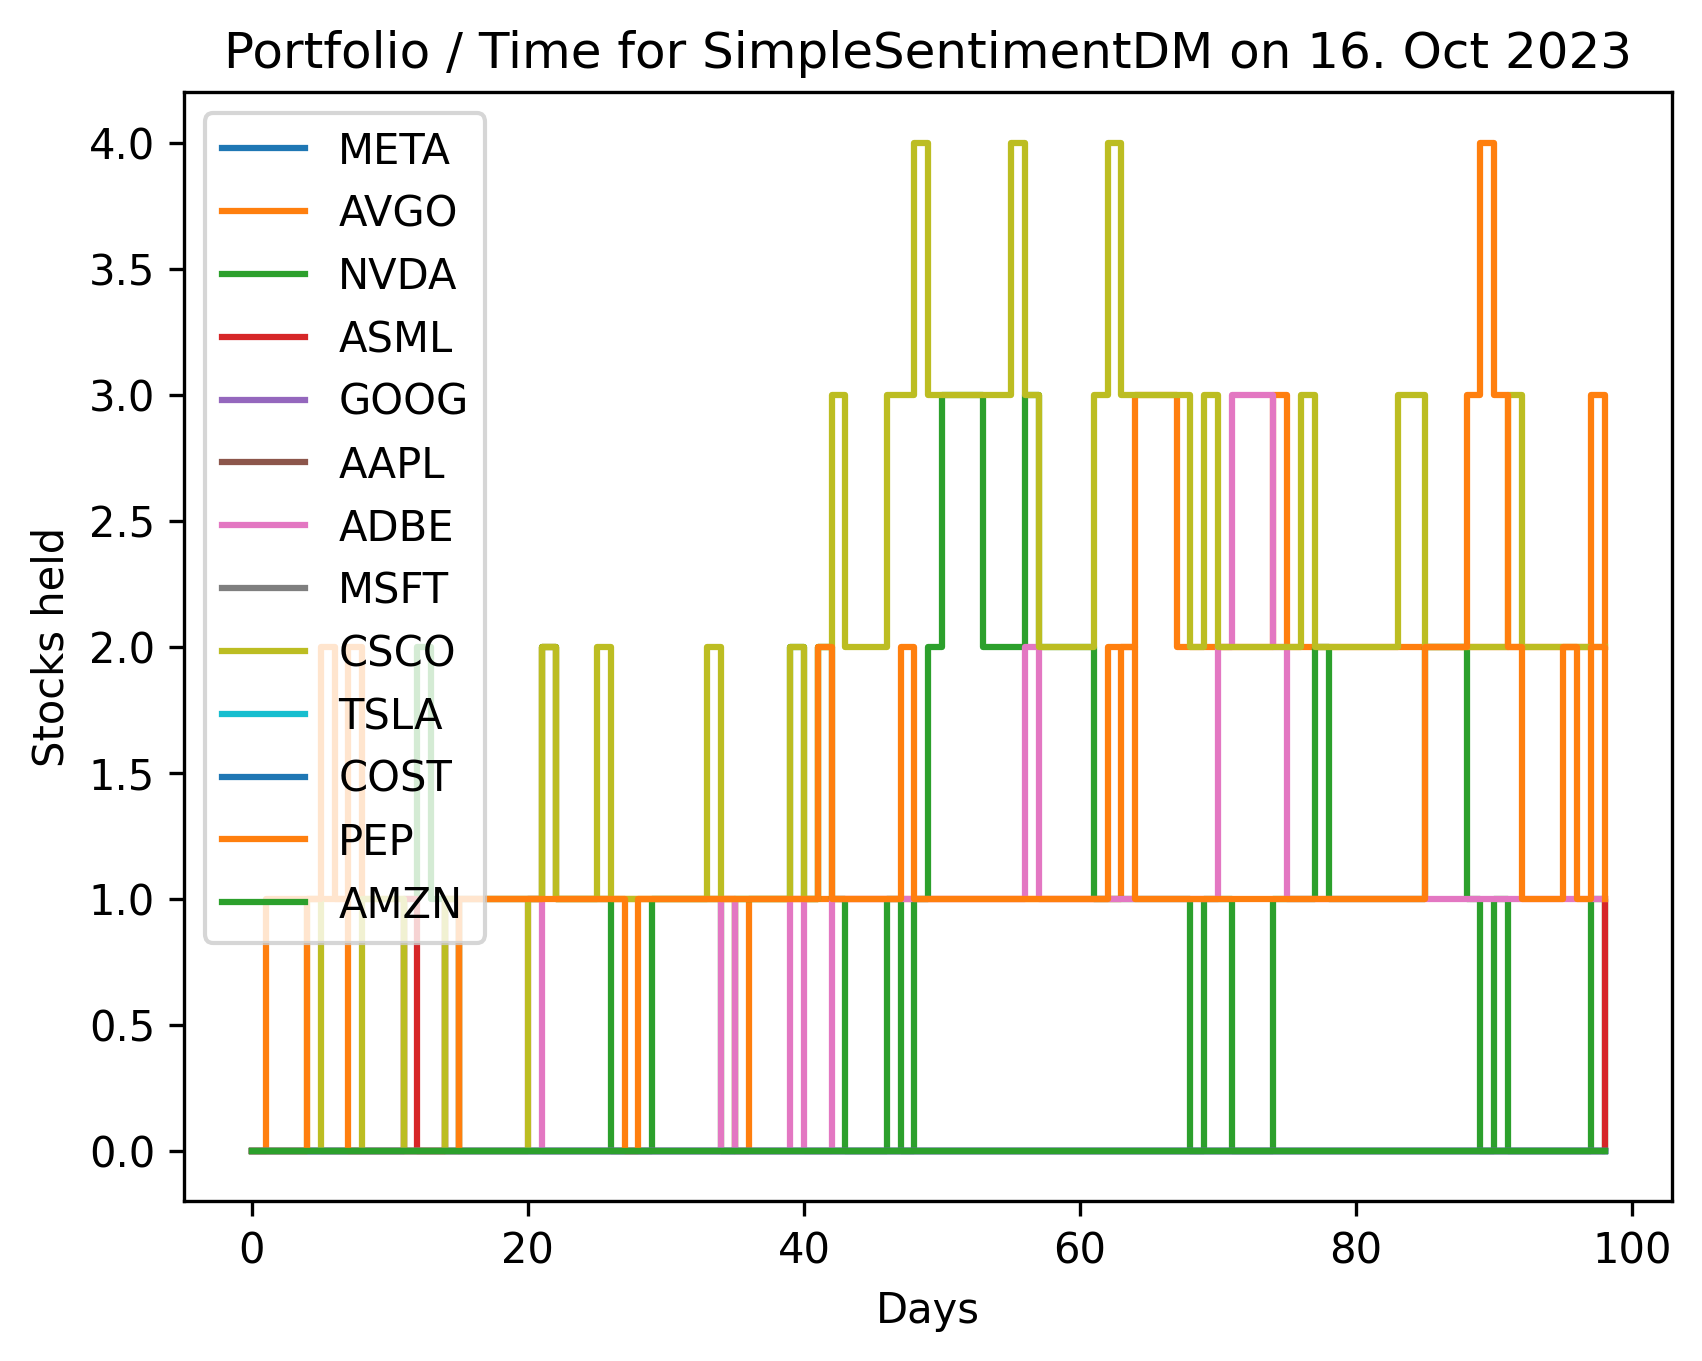 Portfolio / Time for SimpleSentimentDM on 16. Oct 2023
4.0
3.5
3.0
2.5
2.0
1.5
1.0
0.5
0.0
Stocks held
META
AVGO
NVDA
ASML
GOOG
AAPL
ADBE
MSFT
CSCO
TSLA
COST
PEP
AMZN
0 20 40 60 80 100
Days